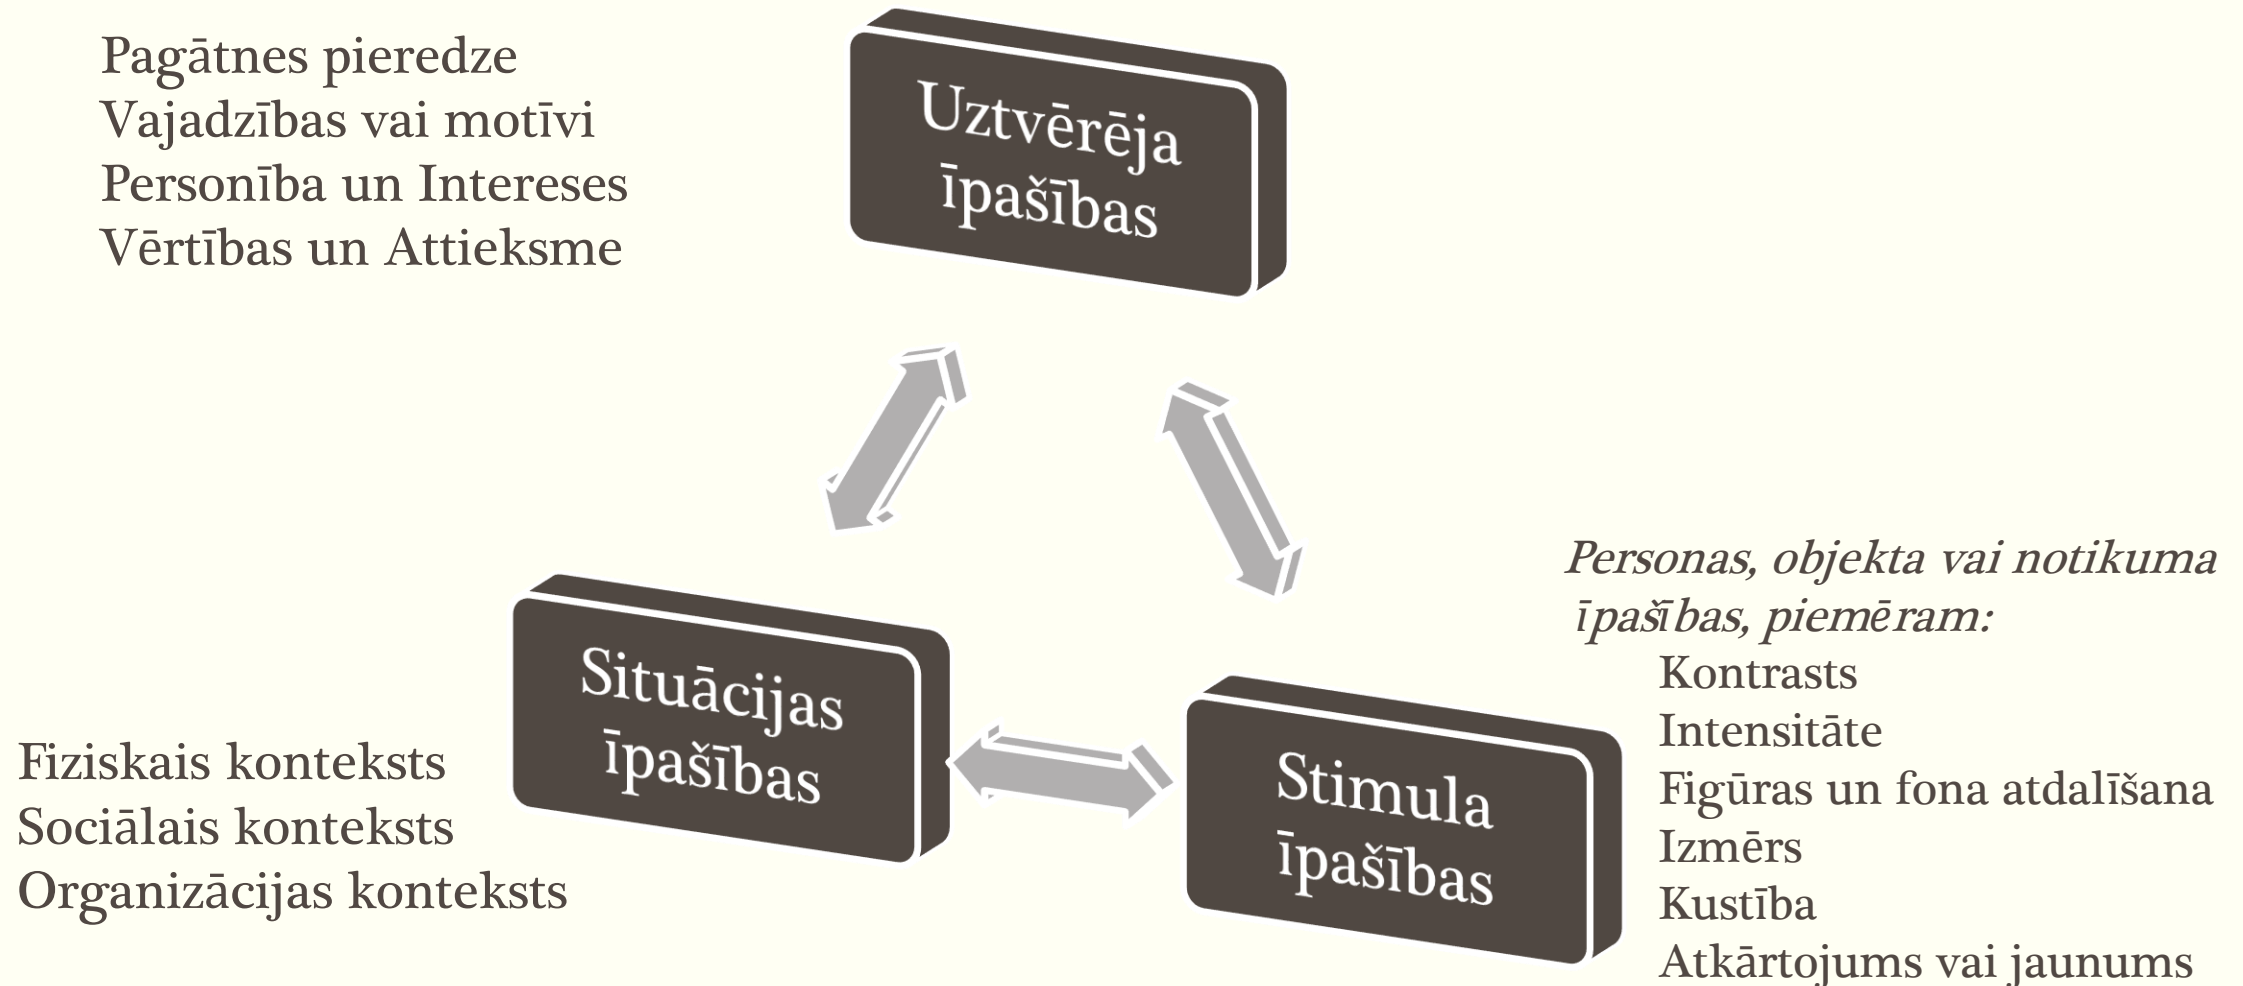 Pagātnes pieredze
Vajadzības vai motīvi
Personība un Intereses
Vērtības un Attieksme
Uztvērēja
īpašības
Situācijas
īpašības
Fiziskais konteksts
Sociālais konteksts
Organizācijas konteksts
Stimula
īpašības
Personas, objekta vai notikuma
īpašības, piemēram:
Kontrasts
Intensitāte
Figūras un fona atdalīšana
Izmērs
Kustība
Atkārtojums vai jaunums